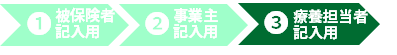 ① 被保険者
記入用
② 事業主
記入用
③ 療養担当者
記入用